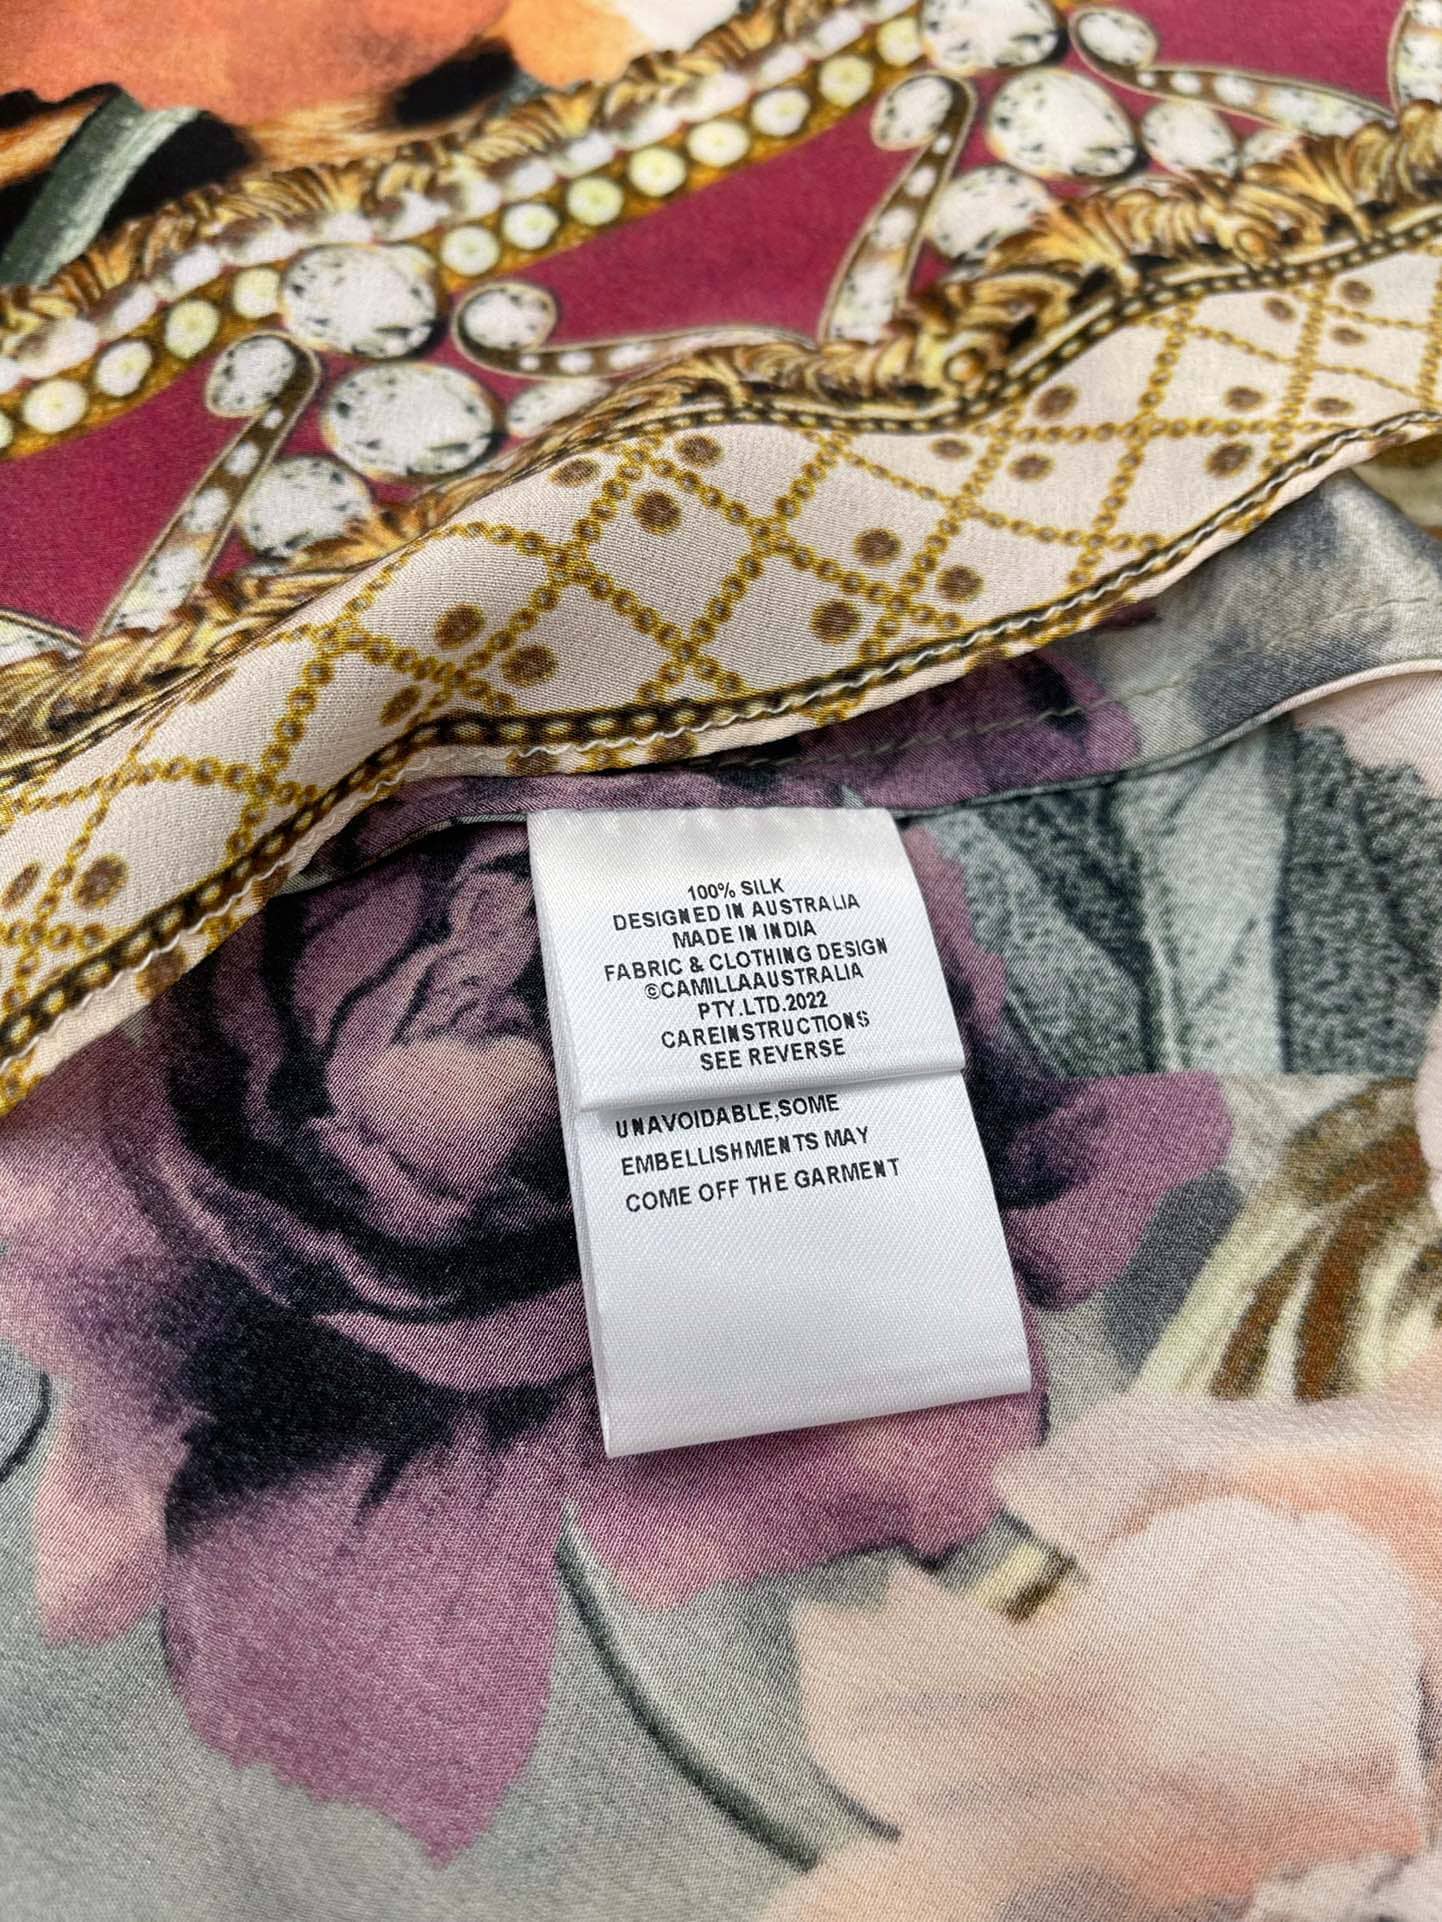 100% SILK
DESIGNED IN AUSTRALIA
MADE IN INDIA
FABRIC & CLOTHING DESIGN
©CAMILLAAUSTRALIA
PTY.LTD.2022
CAREINSTRUCTIONS
SEE REVERSE
UNAVOIDABLE,SOME
EMBELLISHMENTS MAY
COME OFF THE GARMENT